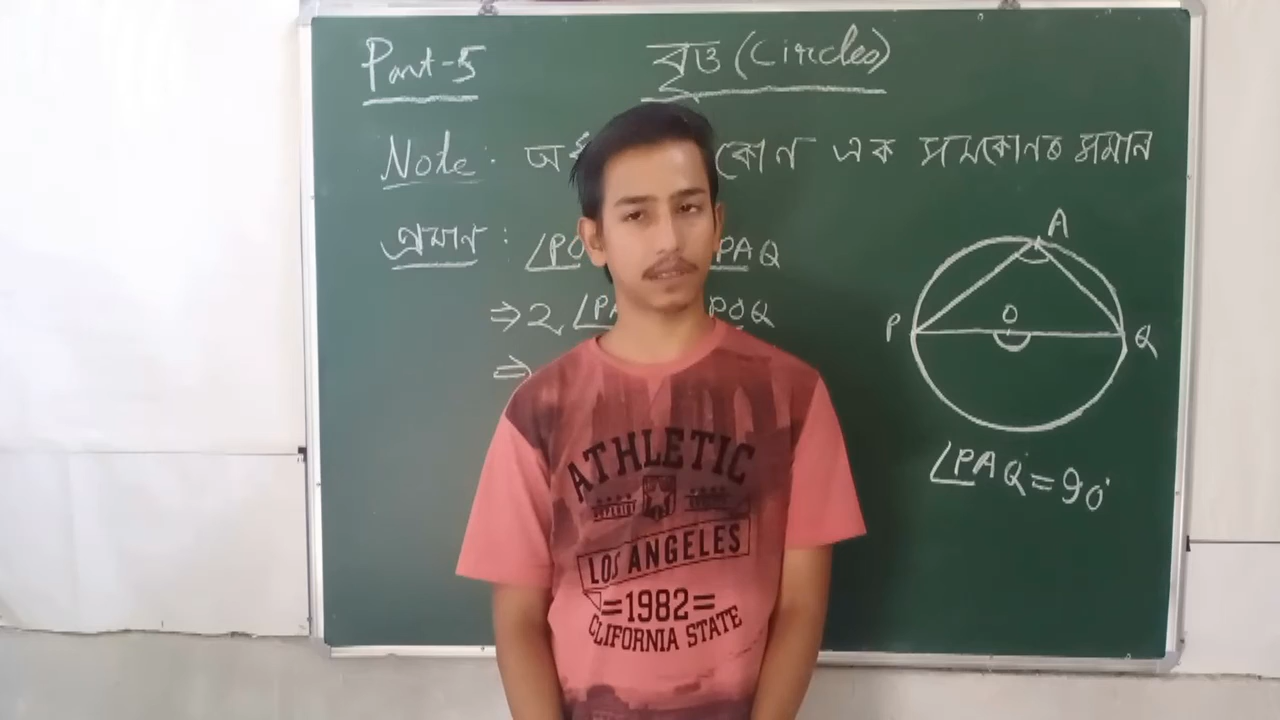 Part-5
বৃত্ত (Circles)
Note: কোণ এক সমকোণৰ সমান
প্ৰমাণ: ∠PO PAQ
⇒ 2 ∠PA POQ
⇒
A
P
O
Q
∠PAQ = 90°
ATHLETIC
SUPERIOR
LOS ANGELES
=1982=
CLIFORNIA STATE